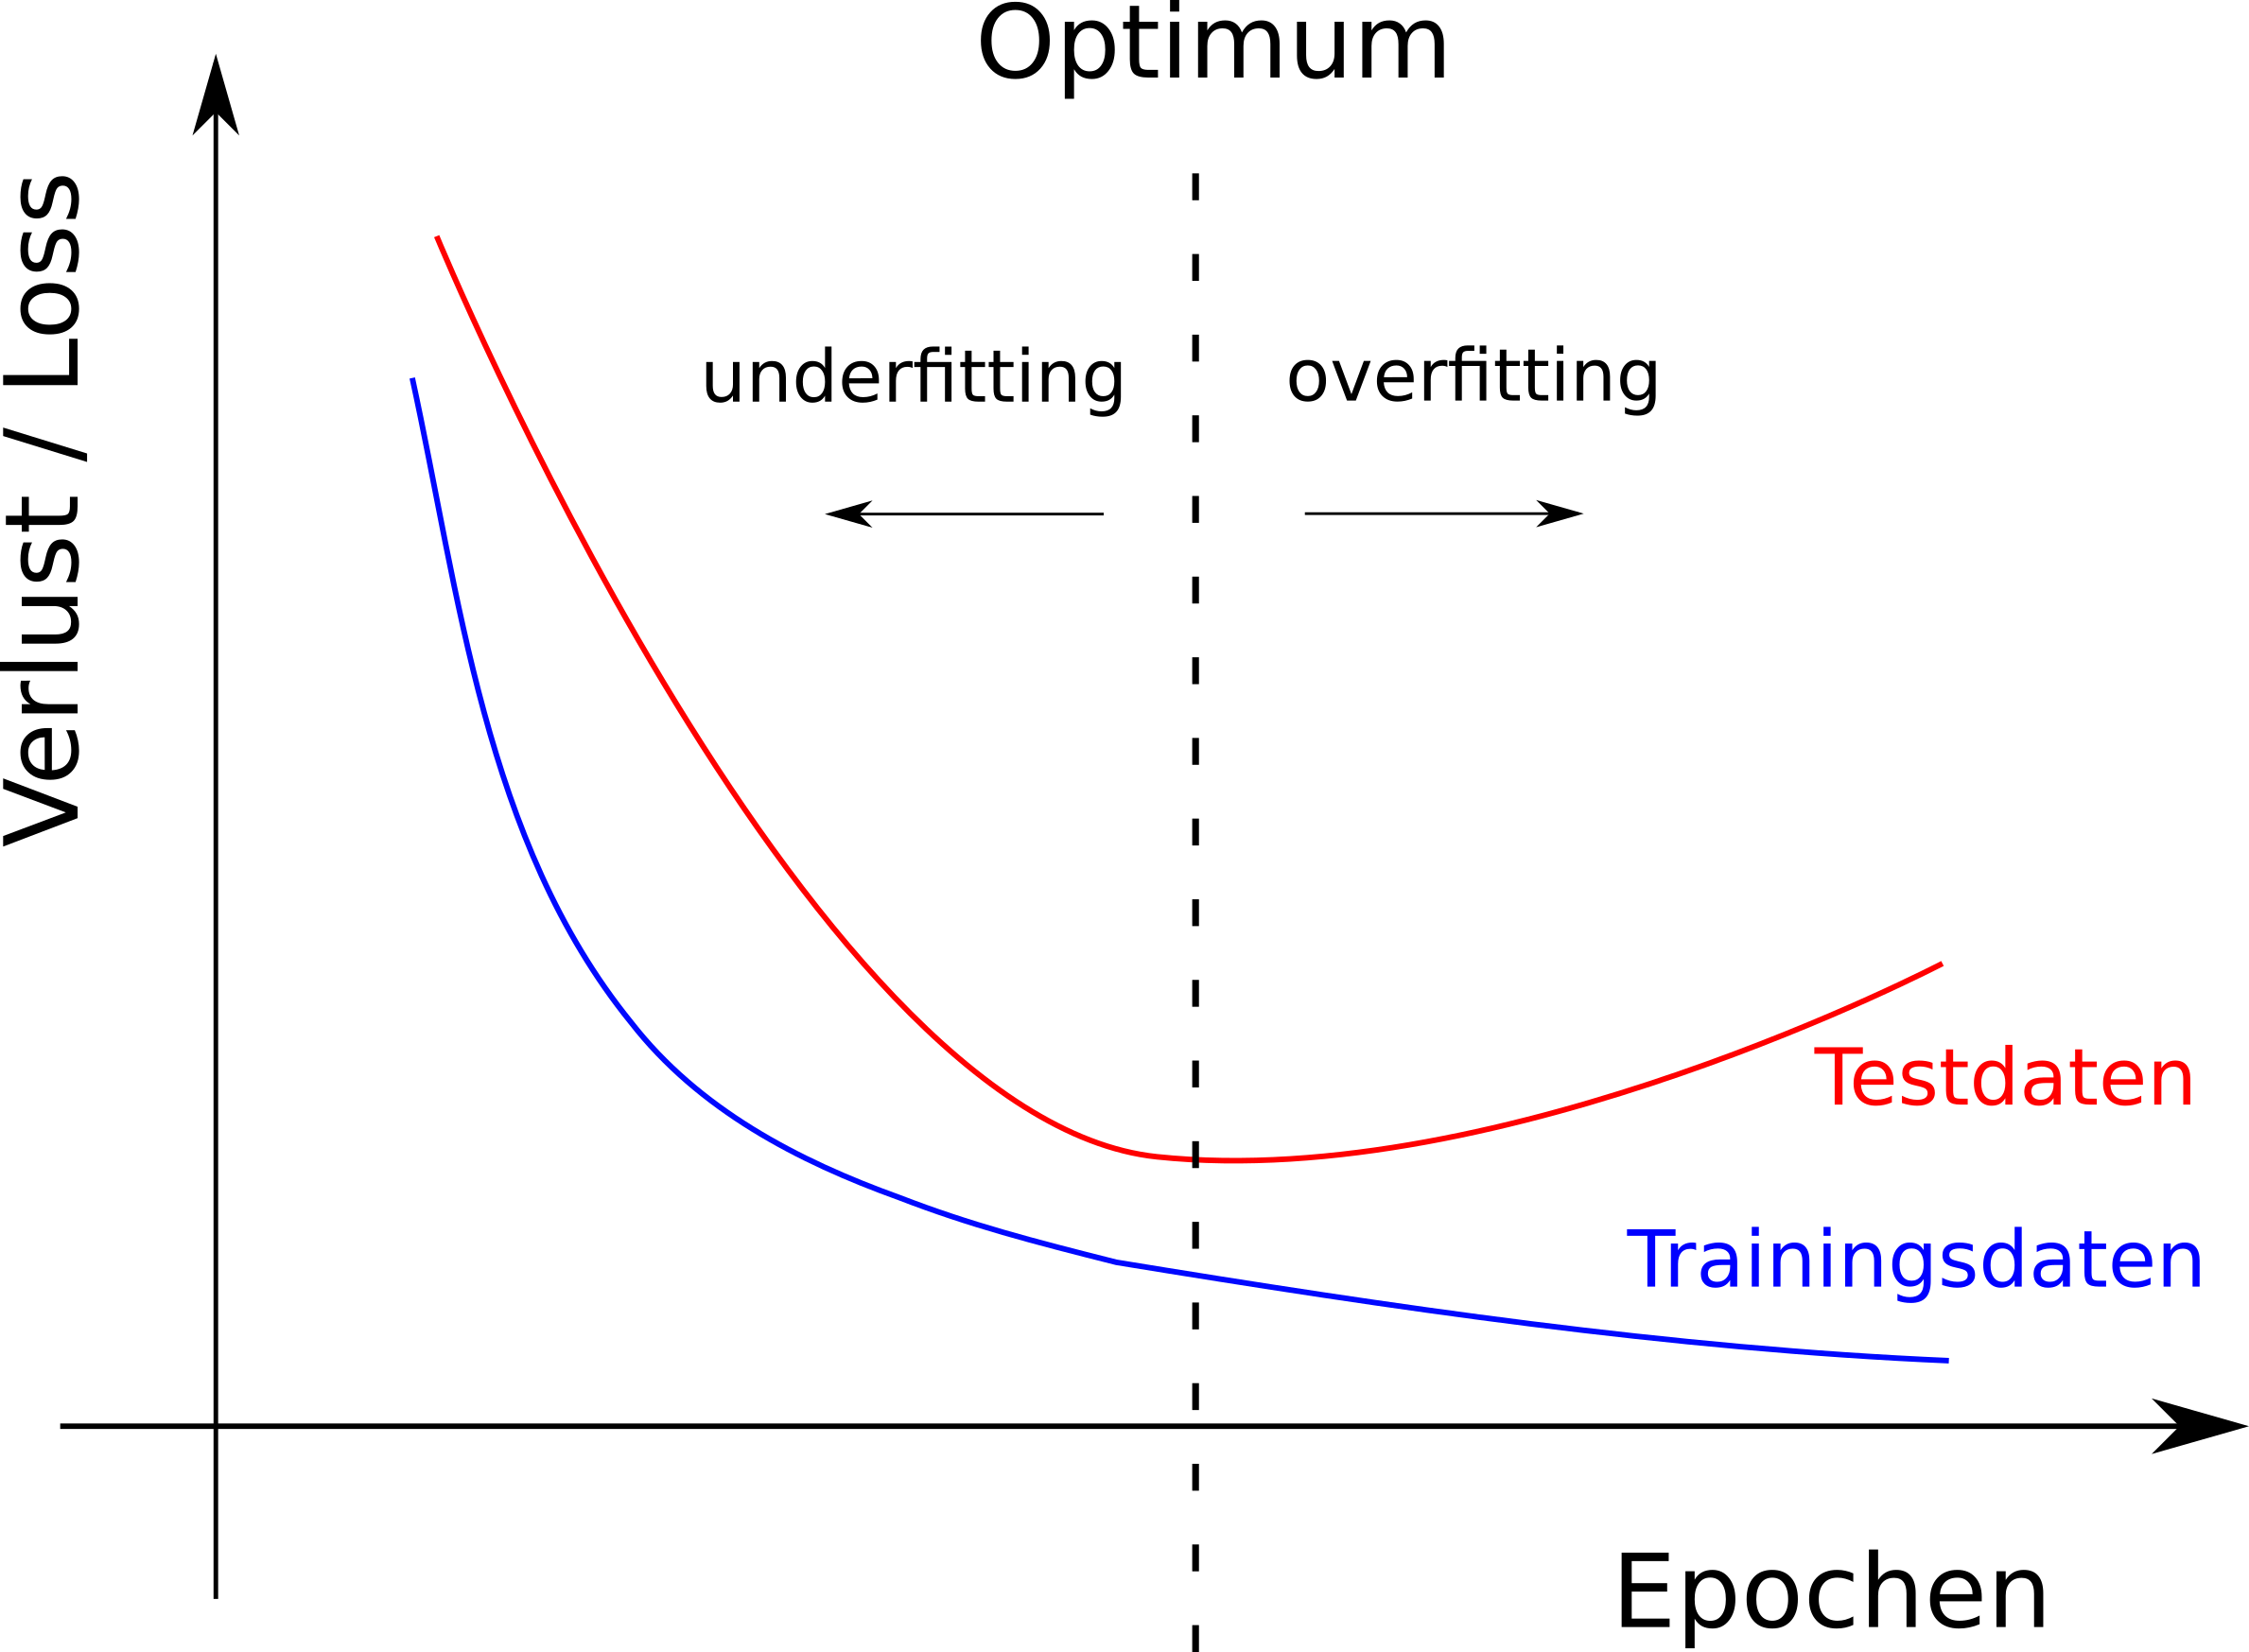 Optimum
Verlust / Loss
underfitting
overfitting
Testdaten
Trainingsdaten
Epochen